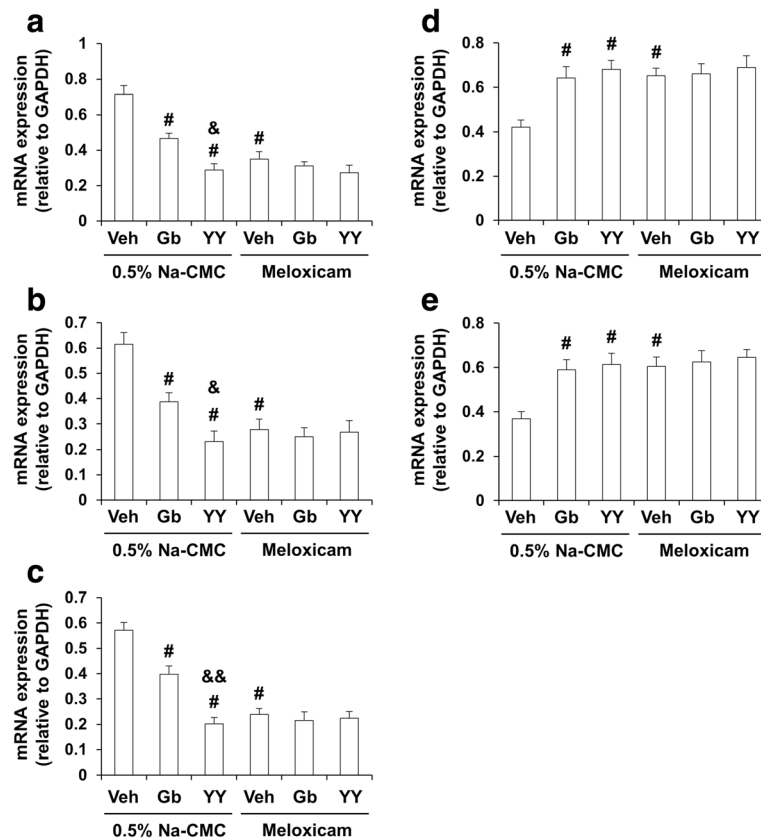 a
mRNA expression
(relative to GAPDH)
1
0.8
0.6
0.4
0.2
0
#
&
#
#
Veh Gb YY Veh Gb YY
0.5% Na-CMC Meloxicam
b
mRNA expression
(relative to GAPDH)
0.7
0.6
0.5
0.4
0.3
0.2
0.1
0
#
&
#
#
Veh Gb YY Veh Gb YY
0.5% Na-CMC Meloxicam
c
mRNA expression
(relative to GAPDH)
0.7
0.6
0.5
0.4
0.3
0.2
0.1
0
#
&&
#
#
Veh Gb YY Veh Gb YY
0.5% Na-CMC Meloxicam
d
mRNA expression
(relative to GAPDH)
0.8
0.6
0.4
0.2
0
# # #
Veh Gb YY Veh Gb YY
0.5% Na-CMC Meloxicam
e
mRNA expression
(relative to GAPDH)
0.8
0.6
0.4
0.2
0
# # #
Veh Gb YY Veh Gb YY
0.5% Na-CMC Meloxicam